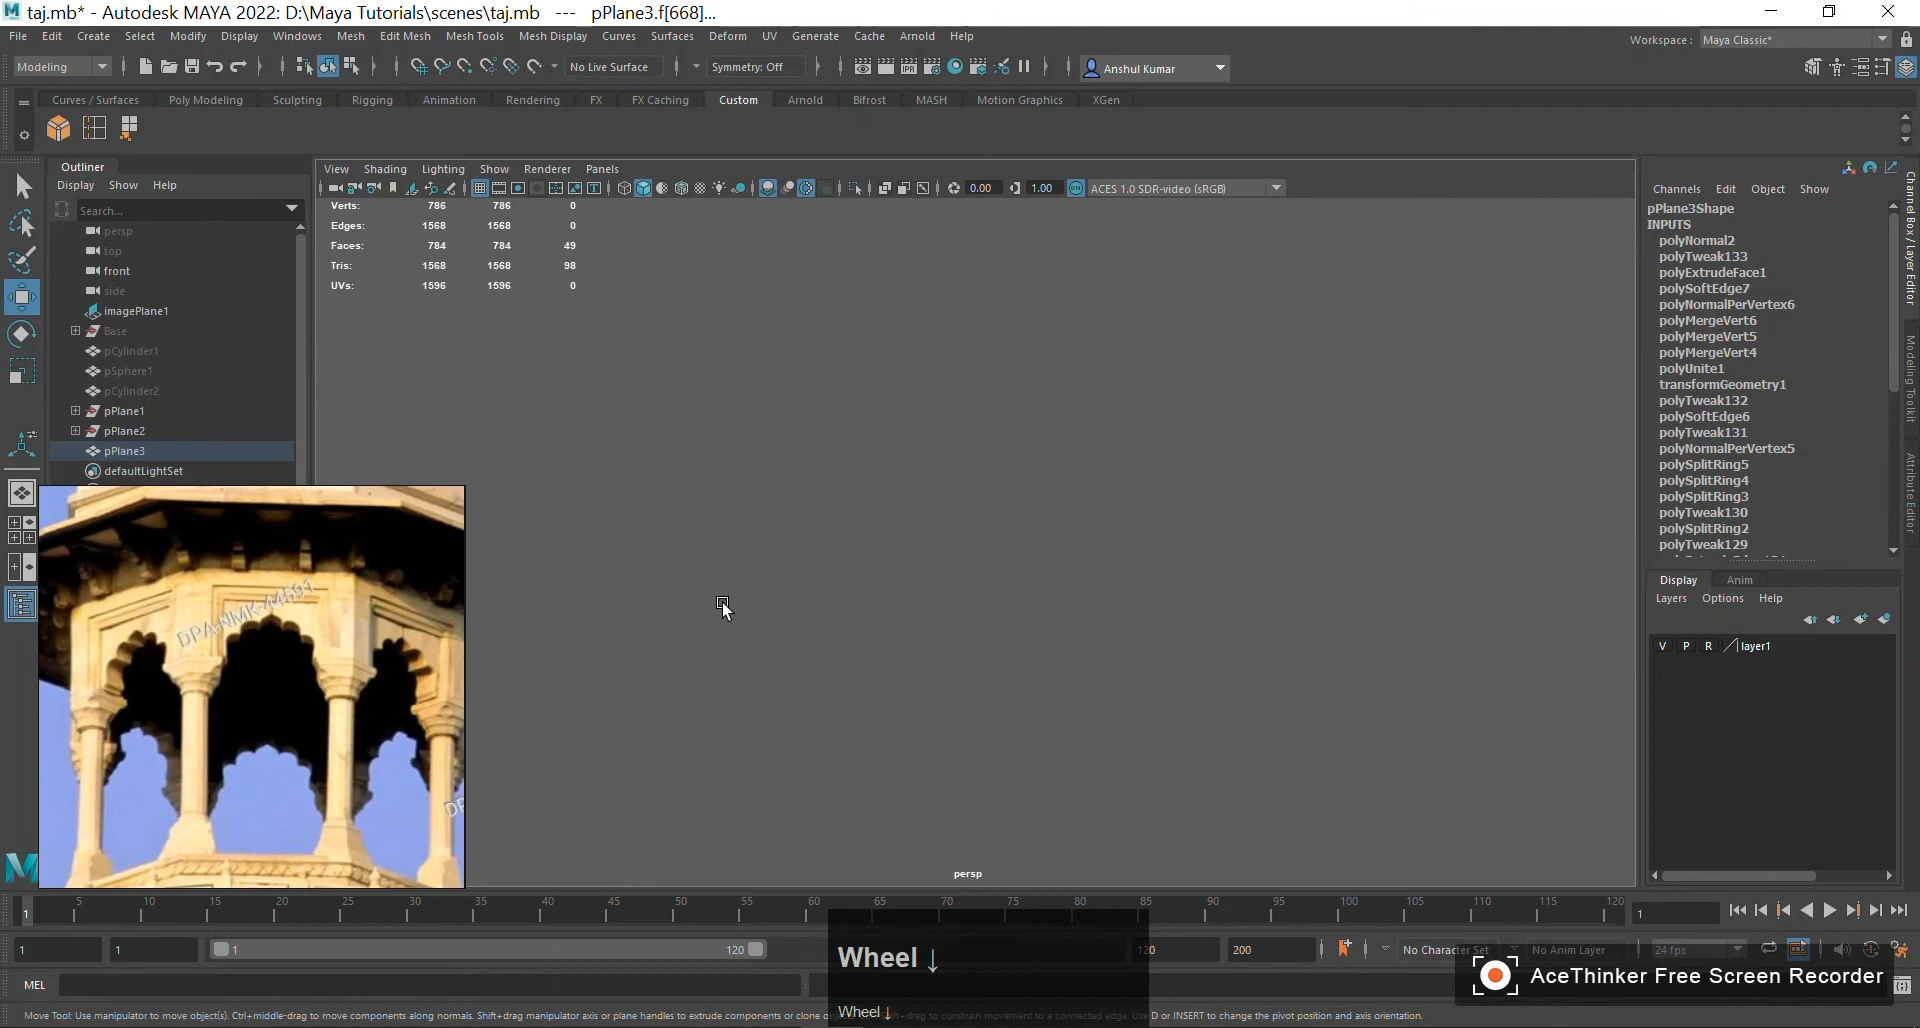 taj.mb* - Autodesk MAYA 2022: D:\Maya Tutorials\scenes\taj.mb --- pPlane3.f[668]...
File Edit Create Select Modify Display Windows Mesh Edit Mesh Mesh Tools Mesh Display Curves Surfaces Deform UV Generate Cache Arnold Help
Workspace: Maya Classic*
Modeling
No Live Surface
Symmetry: Off
Anshul Kumar
Curves / Surfaces Poly Modeling Sculpting Rigging Animation Rendering FX FX Caching Custom Arnold Bifrost MASH Motion Graphics XGen
Outliner
Display Show Help
Search...
persp
top
front
side
imagePlane1
Base
pCylinder1
pSphere1
pCylinder2
pPlane1
pPlane2
pPlane3
defaultLightSet
View Shading Lighting Show Renderer Panels
0.00 1.00 ON ACES 1.0 SDR-video (sRGB)
Verts: 786 786 0
Edges: 1568 1568 0
Faces: 784 784 49
Tris: 1568 1568 98
UVs: 1596 1596 0
DPA-NMK-44591
persp
Channels Edit Object Show
pPlane3Shape
INPUTS
polyNormal2
polyTweak133
polyExtrudeFace1
polySoftEdge7
polyNormalPerVertex6
polyMergeVert6
polyMergeVert5
polyMergeVert4
polyUnite1
transformGeometry1
polyTweak132
polySoftEdge6
polyTweak131
polyNormalPerVertex5
polySplitRing5
polySplitRing4
polySplitRing3
polyTweak130
polySplitRing2
polyTweak129
Channel Box / Layer Editor
Modeling Toolkit
Attribute Editor
Display Anim
Layers Options Help
V P R layer1
1 5 10 15 20 25 30 35 40 45 50 55 60 65 70 75 80 85 90 95 100 105 110 115 120
1
1 1 1 120 120 200 No Character Set No Anim Layer 24 fps
Wheel ↓
Wheel ↓
MEL
AceThinker Free Screen Recorder
Move Tool: Use manipulator to move object(s). Ctrl+middle-drag to move components along normals. Shift+drag manipulator axis or plane handles to extrude components or clone
to change the pivot position and axis orientation.